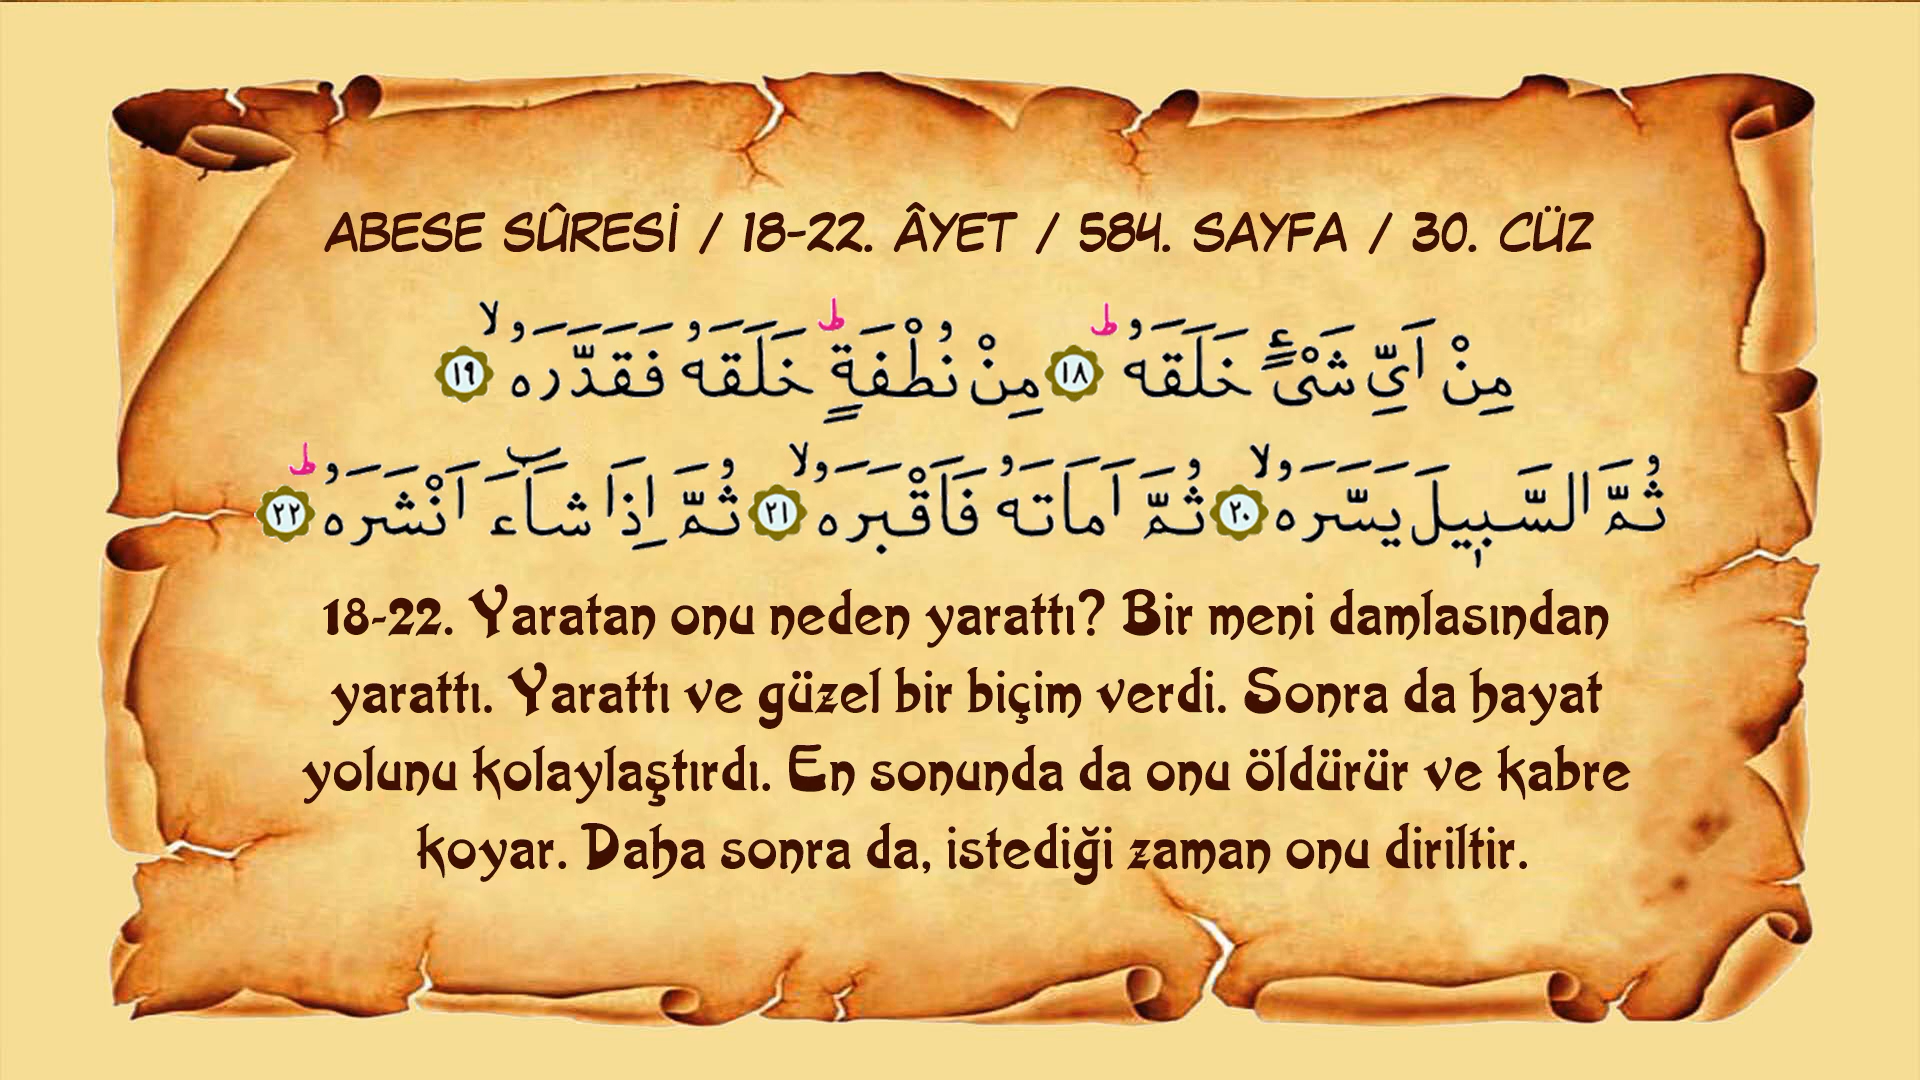 ABESE SÛRESİ / 18-22. ÂYET / 584. SAYFA / 30. CÜZ
مِنْ اَيِّ شَيْءٍ خَلَقَهُۜ ﴿١٨﴾ مِنْ نُطْفَةٍۜ خَلَقَهُ فَقَدَّرَهُۙ ﴿١٩﴾
ثُمَّ السَّب۪يلَ يَسَّرَهُۙ ﴿٢٠﴾ ثُمَّ اَمَاتَهُ فَاَقْبَرَهُۙ ﴿٢١﴾ ثُمَّ اِذَا شَٓاءَ اَنْشَرَهُۜ ﴿٢٢﴾
18-22. Yaratan onu neden yarattı? Bir meni damlasından
yarattı. Yarattı ve güzel bir biçim verdi. Sonra da hayat
yolunu kolaylaştırdı. En sonunda da onu öldürür ve kabre
koyar. Daha sonra da, istediği zaman onu diriltir.